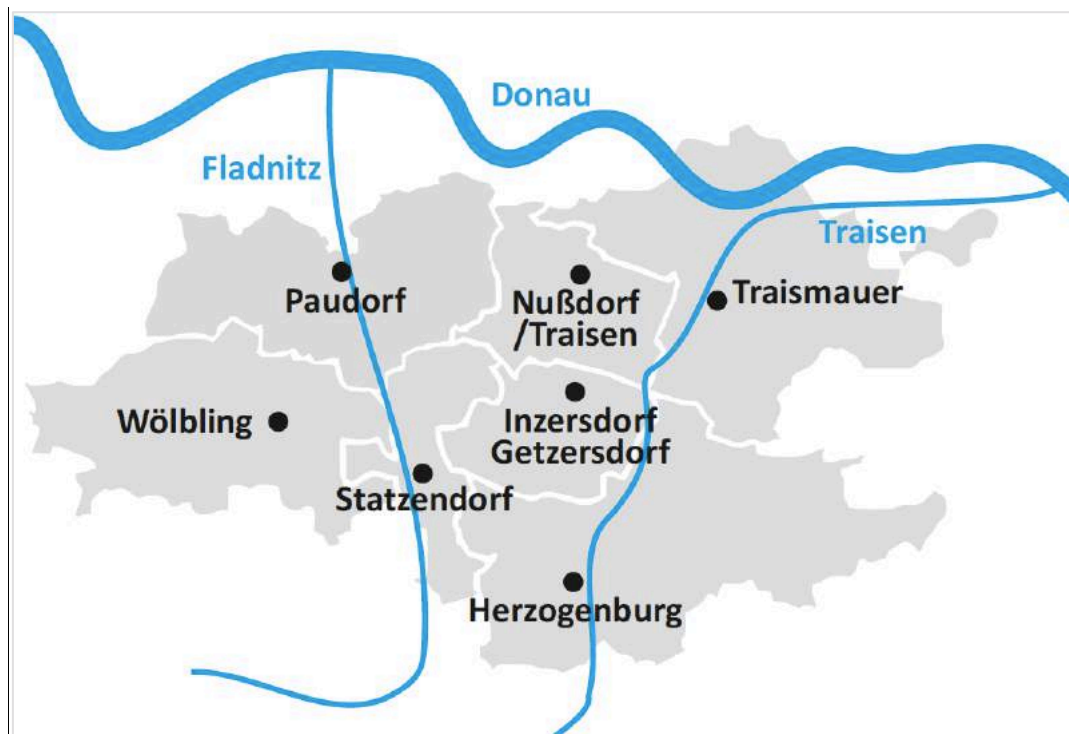 Donau
Fladnitz
Traisen
Paudorf
Nußdorf
/Traisen
Traismauer
Wölbling
Inzersdorf
Getzersdorf
Statzendorf
Herzogenburg